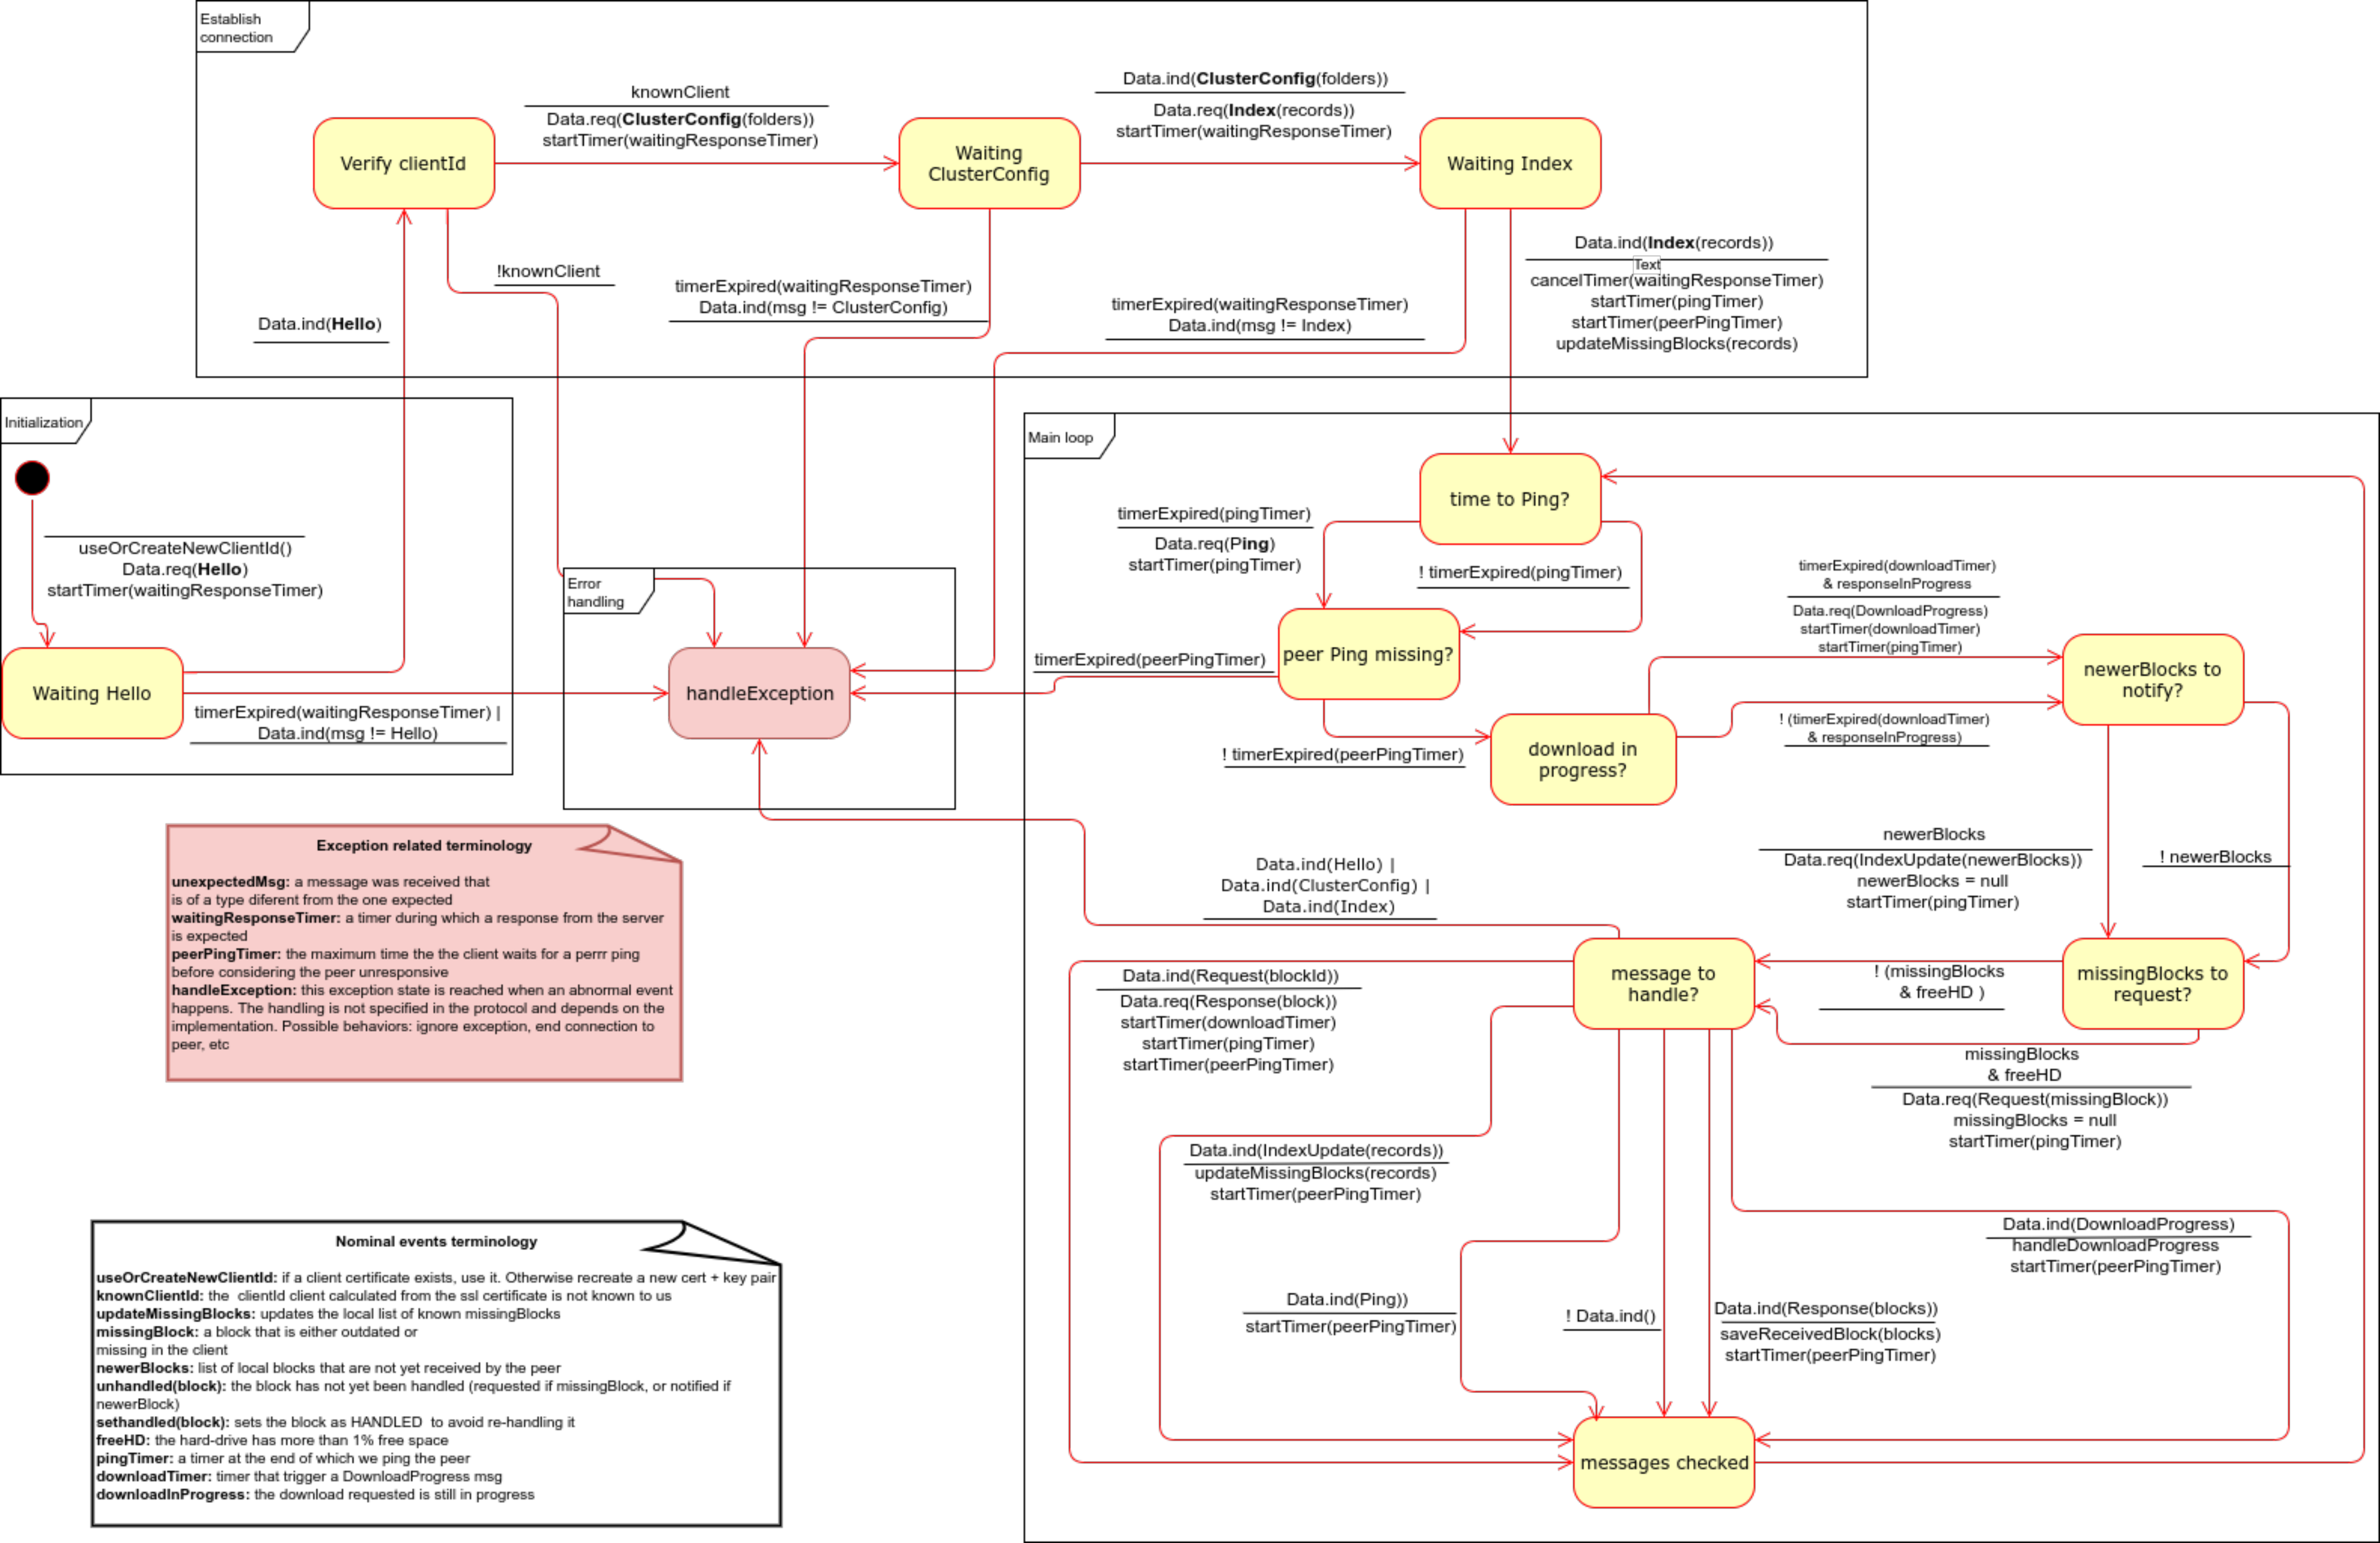 Establish
connection
knownClient
Data.req(ClusterConfig(folders))
startTimer(waitingResponseTimer)
Data.ind(ClusterConfig(folders))
Data.req(Index(records))
startTimer(waitingResponseTimer)
Verify clientId
Waiting
ClusterConfig
Waiting Index
!knownClient
Data.ind(Hello)
timerExpired(waitingResponseTimer)
Data.ind(msg != ClusterConfig)
timerExpired(waitingResponseTimer)
Data.ind(msg != Index)
Data.ind(Index(records))
Text
cancelTimer(waitingResponseTimer)
startTimer(pingTimer)
startTimer(peerPingTimer)
updateMissingBlocks(records)
Initialization
useOrCreateNewClientId()
Data.req(Hello)
startTimer(waitingResponseTimer)
Waiting Hello
timerExpired(waitingResponseTimer) |
Data.ind(msg != Hello)
Error
handling
handleException
Main loop
time to Ping?
timerExpired(pingTimer)
Data.req(Ping)
startTimer(pingTimer)
! timerExpired(pingTimer)
peer Ping missing?
timerExpired(peerPingTimer)
! timerExpired(peerPingTimer)
download in
progress?
timerExpired(downloadTimer)
& responseInProgress
Data.req(DownloadProgress)
startTimer(downloadTimer)
startTimer(pingTimer)
! (timerExpired(downloadTimer)
& responseInProgress)
newerBlocks to
notify?
newerBlocks
Data.req(IndexUpdate(newerBlocks))
newerBlocks = null
startTimer(pingTimer)
! newerBlocks
missingBlocks to
request?
! (missingBlocks
& freeHD )
missingBlocks
& freeHD
Data.req(Request(missingBlock))
missingBlocks = null
startTimer(pingTimer)
message to
handle?
Data.ind(Hello) |
Data.ind(ClusterConfig) |
Data.ind(Index)
Data.ind(Request(blockId))
Data.req(Response(block))
startTimer(downloadTimer)
startTimer(pingTimer)
startTimer(peerPingTimer)
Data.ind(IndexUpdate(records))
updateMissingBlocks(records)
startTimer(peerPingTimer)
Data.ind(Ping))
startTimer(peerPingTimer)
! Data.ind()
Data.ind(Response(blocks))
saveReceivedBlock(blocks)
startTimer(peerPingTimer)
Data.ind(DownloadProgress)
handleDownloadProgress
startTimer(peerPingTimer)
messages checked
Exception related terminology
unexpectedMsg: a message was received that
is of a type diferent from the one expected
waitingResponseTimer: a timer during which a response from the server
is expected
peerPingTimer: the maximum time the the client waits for a perrr ping
before considering the peer unresponsive
handleException: this exception state is reached when an abnormal event
happens. The handling is not specified in the protocol and depends on the
implementation. Possible behaviors: ignore exception, end connection to
peer, etc
Nominal events terminology
useOrCreateNewClientId: if a client certificate exists, use it. Otherwise recreate a new cert + key pair
knownClientId: the clientId client calculated from the ssl certificate is not known to us
updateMissingBlocks: updates the local list of known missingBlocks
missingBlock: a block that is either outdated or
missing in the client
newerBlocks: list of local blocks that are not yet received by the peer
unhandled(block): the block has not yet been handled (requested if missingBlock, or notified if
newerBlock)
sethandled(block): sets the block as HANDLED to avoid re-handling it
freeHD: the hard-drive has more than 1% free space
pingTimer: a timer at the end of which we ping the peer
downloadTimer: timer that trigger a DownloadProgress msg
downloadInProgress: the download requested is still in progress